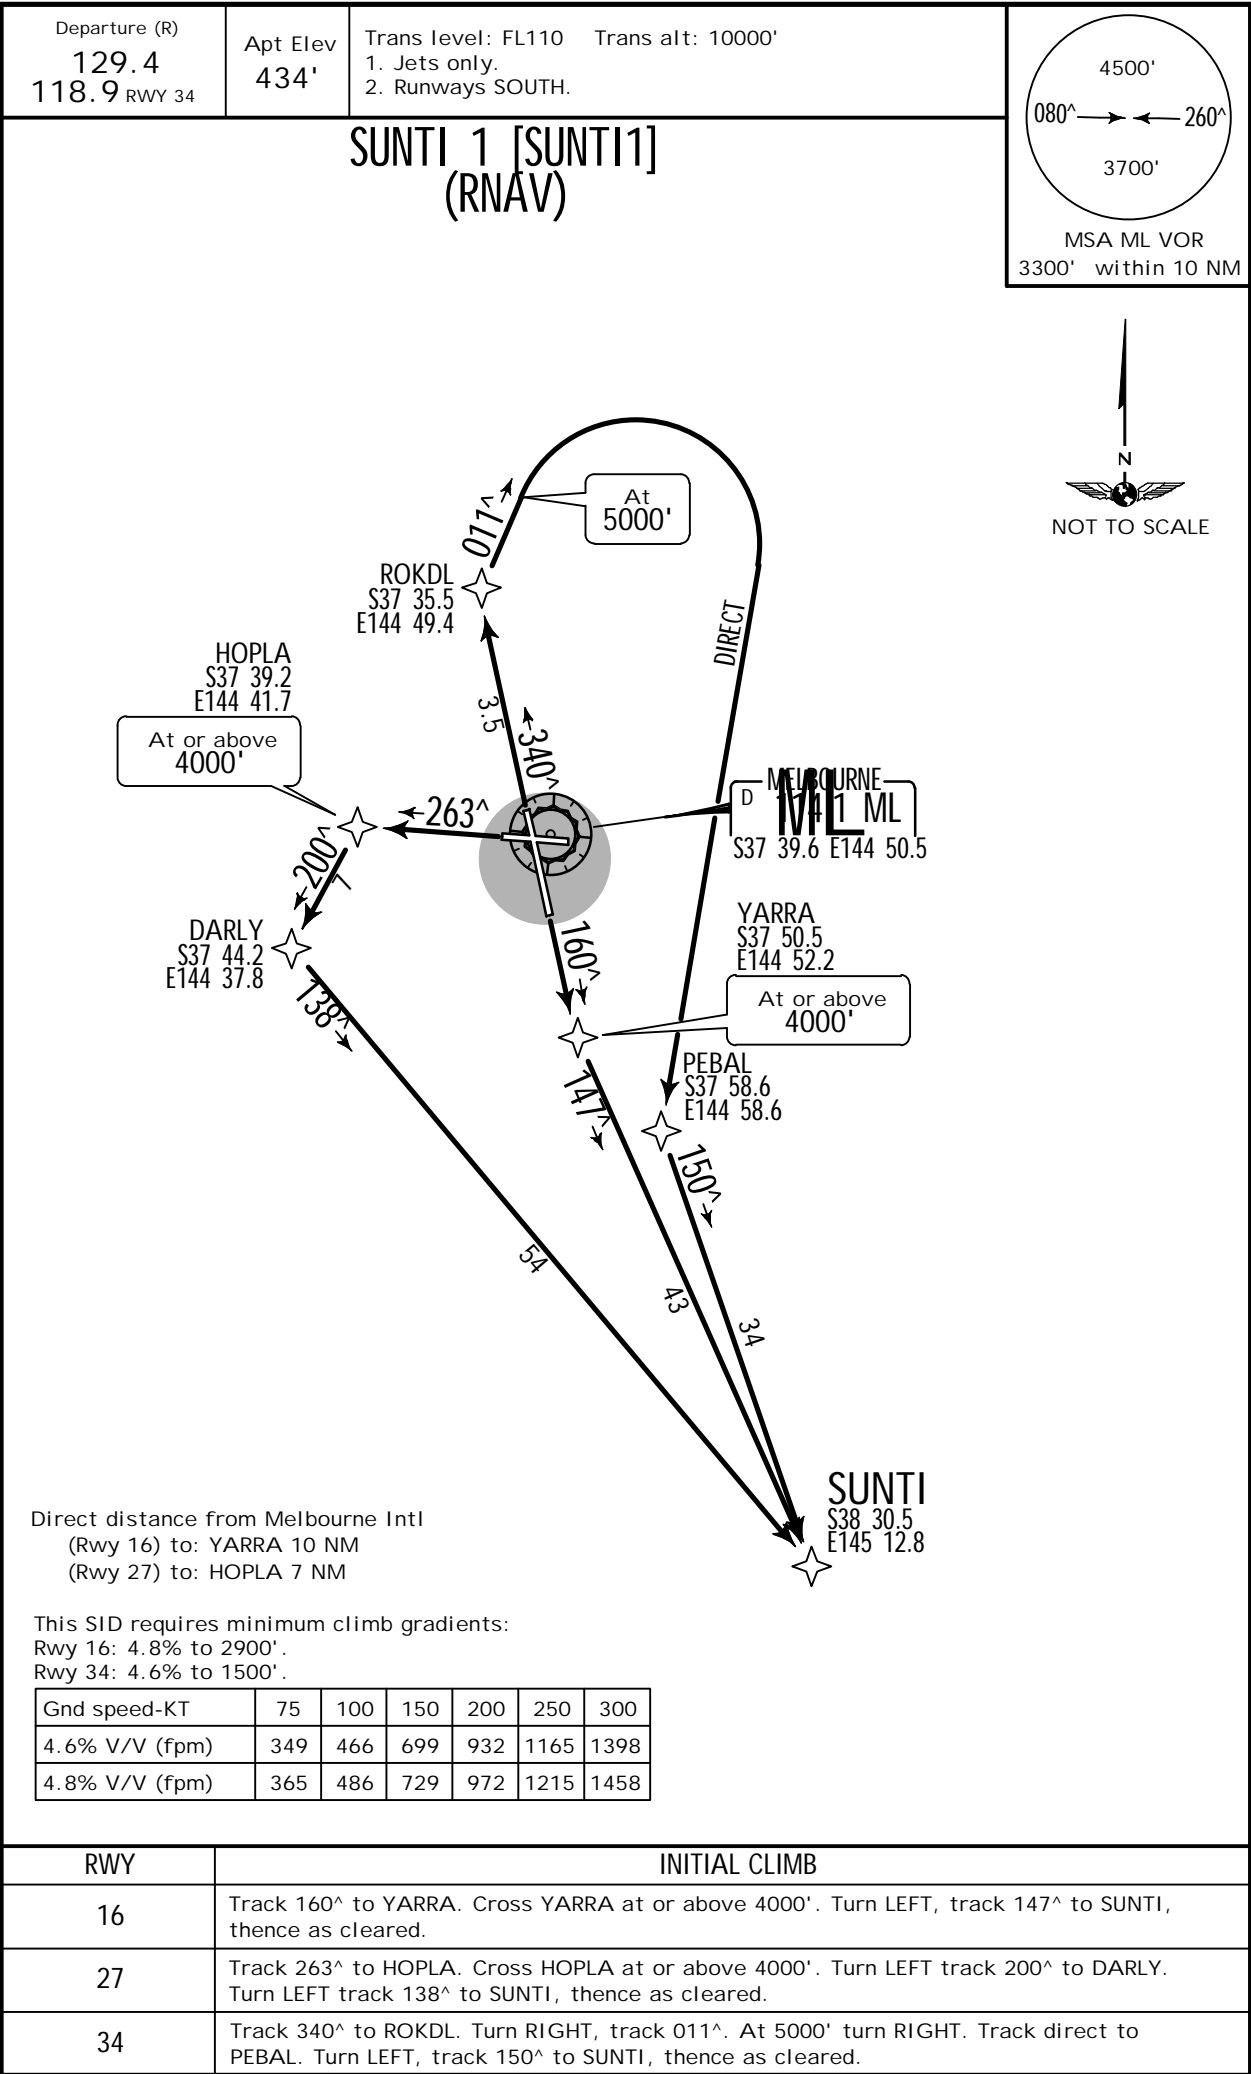 Departure (R)
129.4
118.9 RWY 34
Apt Elev
434'
Trans level: FL110 Trans alt: 10000'
1. Jets only.
2. Runways SOUTH.
4500'
080^
260^
3700'
MSA ML VOR
3300' within 10 NM
SUNTI 1 [SUNTI1]
(RNAV)
N
NOT TO SCALE
At
5000'
011^
ROKDL
S37 35.5
E144 49.4
DIRECT
HOPLA
S37 39.2
E144 41.7
At or above
4000'
3.5
340^
263^
MELBOURNE
D
ML
S37 39.6 E144 50.5
200^
7
DARLY
S37 44.2
E144 37.8
160^
YARRA
S37 50.5
E144 52.2
At or above
4000'
138^
147^
PEBAL
S37 58.6
E144 58.6
150^
54
43
34
SUNTI
S38 30.5
E145 12.8
Direct distance from Melbourne Intl
(Rwy 16) to: YARRA 10 NM
(Rwy 27) to: HOPLA 7 NM
This SID requires minimum climb gradients:
Rwy 16: 4.8% to 2900'.
Rwy 34: 4.6% to 1500'.
Gnd speed-KT 75 100 150 200 250 300
4.6% V/V (fpm) 349 466 699 932 1165 1398
4.8% V/V (fpm) 365 486 729 972 1215 1458
RWY INITIAL CLIMB
16
Track 160^ to YARRA. Cross YARRA at or above 4000'. Turn LEFT, track 147^ to SUNTI,
thence as cleared.
27
Track 263^ to HOPLA. Cross HOPLA at or above 4000'. Turn LEFT track 200^ to DARLY.
Turn LEFT track 138^ to SUNTI, thence as cleared.
34
Track 340^ to ROKDL. Turn RIGHT, track 011^. At 5000' turn RIGHT. Track direct to
PEBAL. Turn LEFT, track 150^ to SUNTI, thence as cleared.